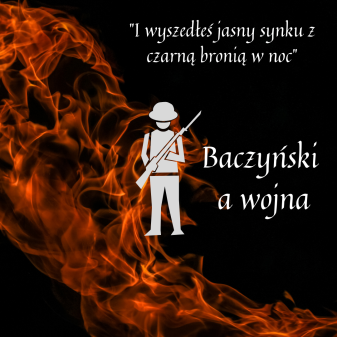 "I wyszedłeś jasny synku z
czarną bronią w noc"
Baczyński
a wojna